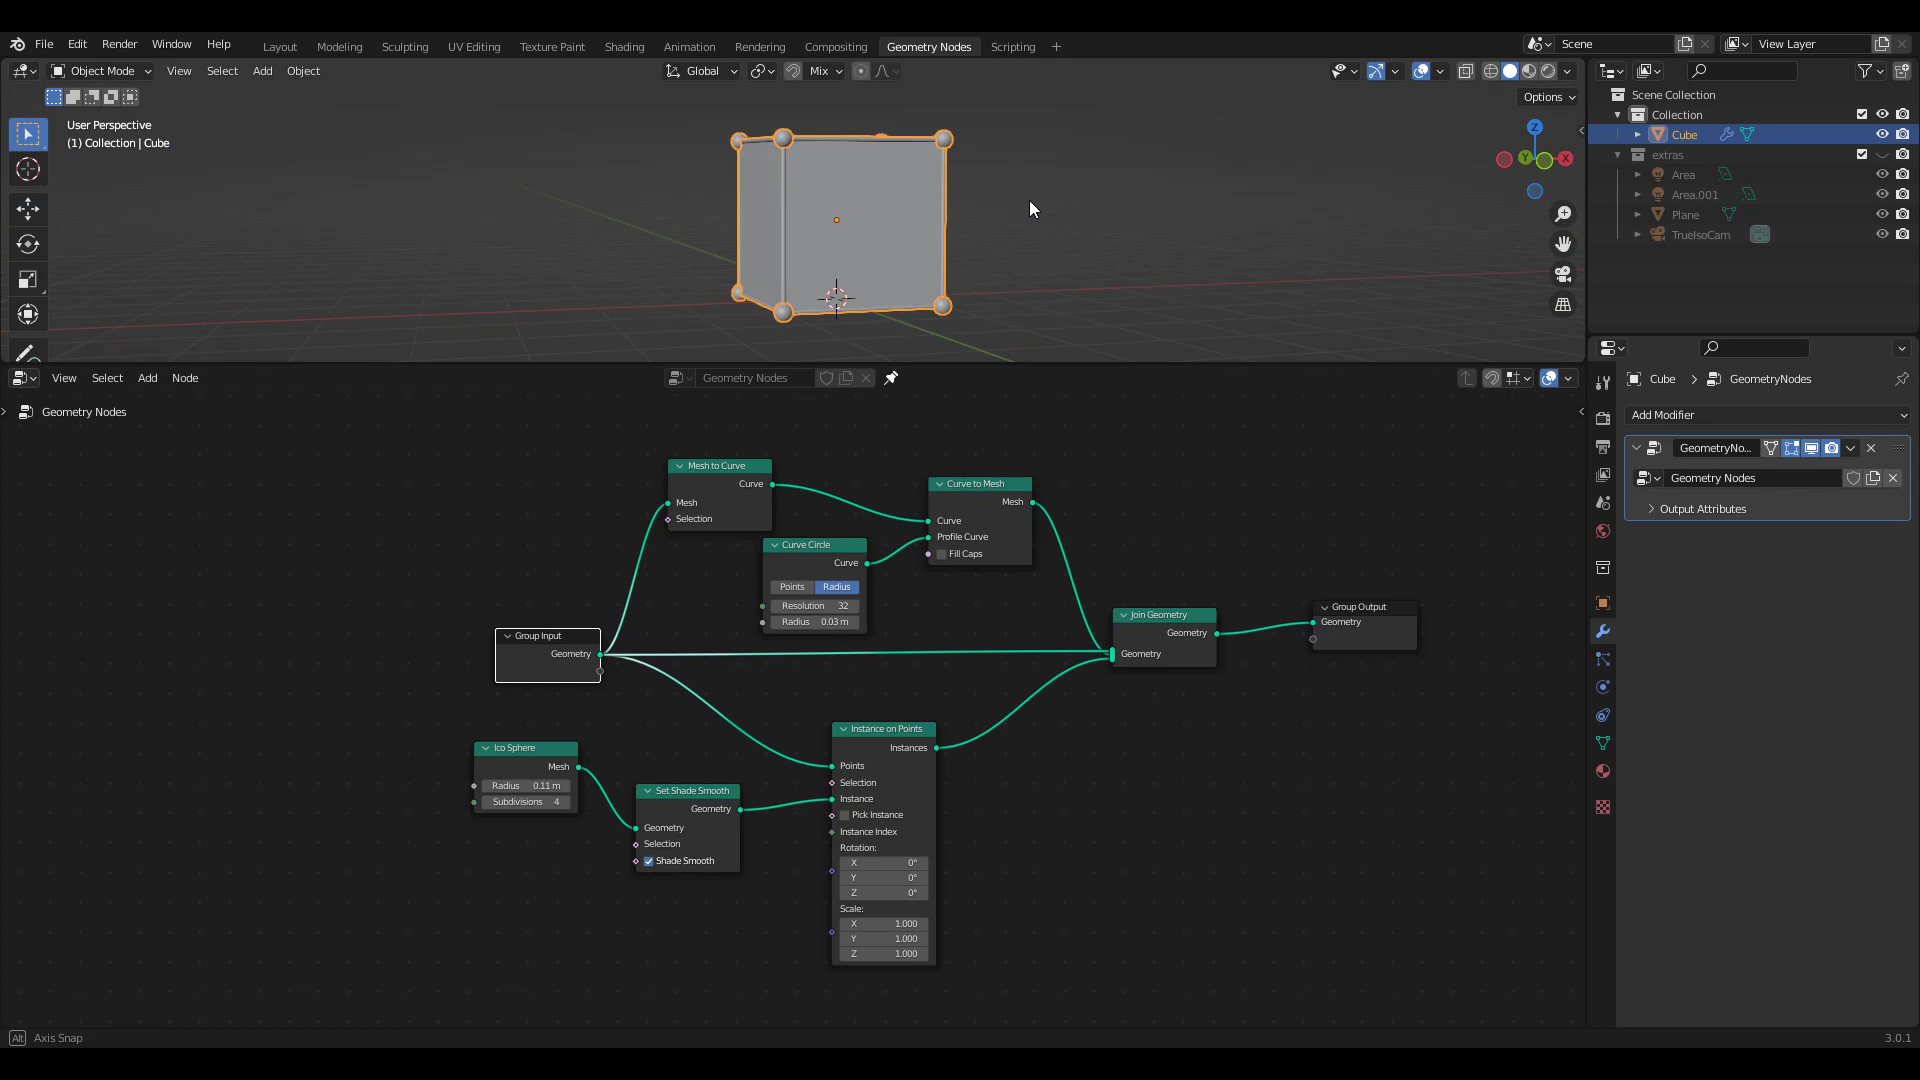 File Edit Render Window Help Layout Modeling Sculpting UV Editing Texture Paint Shading Animation Rendering Compositing Geometry Nodes Scripting + Scene View Layer
Object Mode View Select Add Object Global Mix
Options
User Perspective
(1) Collection | Cube
Z
Y
X
Scene Collection
Collection
Cube
extras
Area
Area.001
Plane
TrueIsoCam
View Select Add Node Geometry Nodes
Geometry Nodes
Cube GeometryNodes
Add Modifier
GeometryNo...
Geometry Nodes
Output Attributes
Mesh to Curve
Curve
Mesh
Selection
Curve to Mesh
Mesh
Curve
Profile Curve
Fill Caps
Curve Circle
Curve
Points Radius
Resolution 32
Radius 0.03 m
Group Input
Geometry
Join Geometry
Geometry
Geometry
Group Output
Geometry
Ico Sphere
Mesh
Radius 0.11 m
Subdivisions 4
Set Shade Smooth
Geometry
Geometry
Selection
Shade Smooth
Instance on Points
Instances
Points
Selection
Instance
Pick Instance
Instance Index
Rotation:
X 0°
Y 0°
Z 0°
Scale:
X 1.000
Y 1.000
Z 1.000
Alt Axis Snap
3.0.1